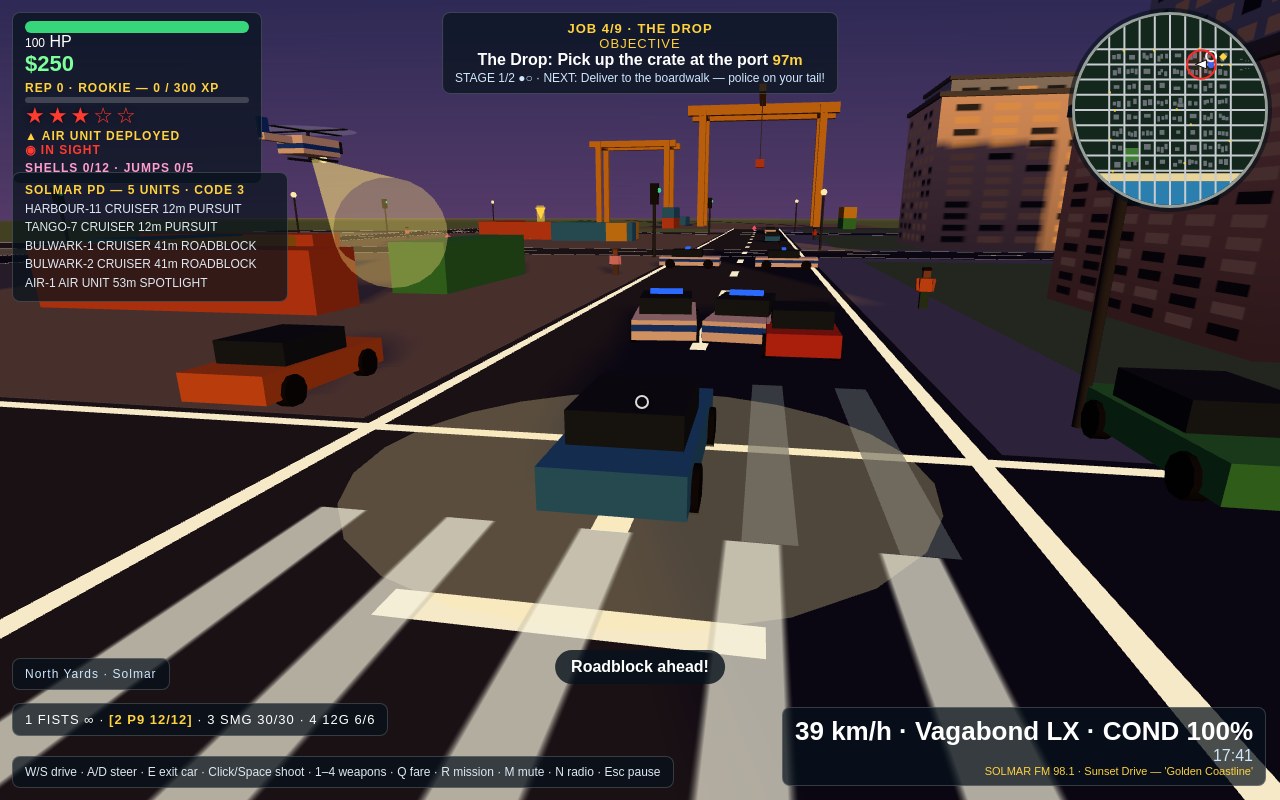 100 HP
$250
REP 0 · ROOKIE — 0 / 300 XP
★★★☆☆
▲ AIR UNIT DEPLOYED
◉ IN SIGHT
SHELLS 0/12 · JUMPS 0/5
SOLMAR PD — 5 UNITS · CODE 3
HARBOUR-11 CRUISER 12m PURSUIT
TANGO-7 CRUISER 12m PURSUIT
BULWARK-1 CRUISER 41m ROADBLOCK
BULWARK-2 CRUISER 41m ROADBLOCK
AIR-1 AIR UNIT 53m SPOTLIGHT
JOB 4/9 · THE DROP
OBJECTIVE
The Drop: Pick up the crate at the port 97m
STAGE 1/2 ●○ · NEXT: Deliver to the boardwalk — police on your tail!
Roadblock ahead!
North Yards · Solmar
1 FISTS ∞ · [2 P9 12/12] · 3 SMG 30/30 · 4 12G 6/6
W/S drive · A/D steer · E exit car · Click/Space shoot · 1–4 weapons · Q fare · R mission · M mute · N radio · Esc pause
39 km/h · Vagabond LX · COND 100%
17:41
SOLMAR FM 98.1 · Sunset Drive — 'Golden Coastline'